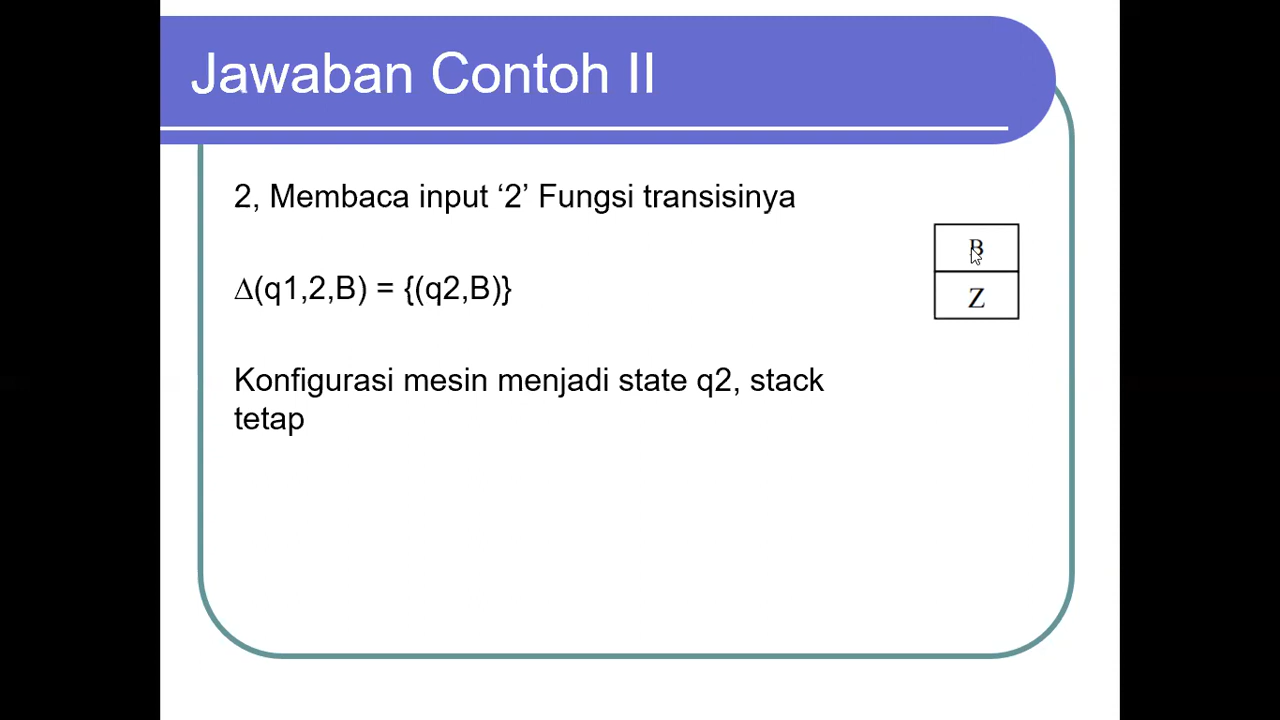 Jawaban Contoh II
2, Membaca input ‘2’ Fungsi transisinya
B
∆(q1,2,B) = {(q2,B)}
Z
Konfigurasi mesin menjadi state q2, stack
tetap